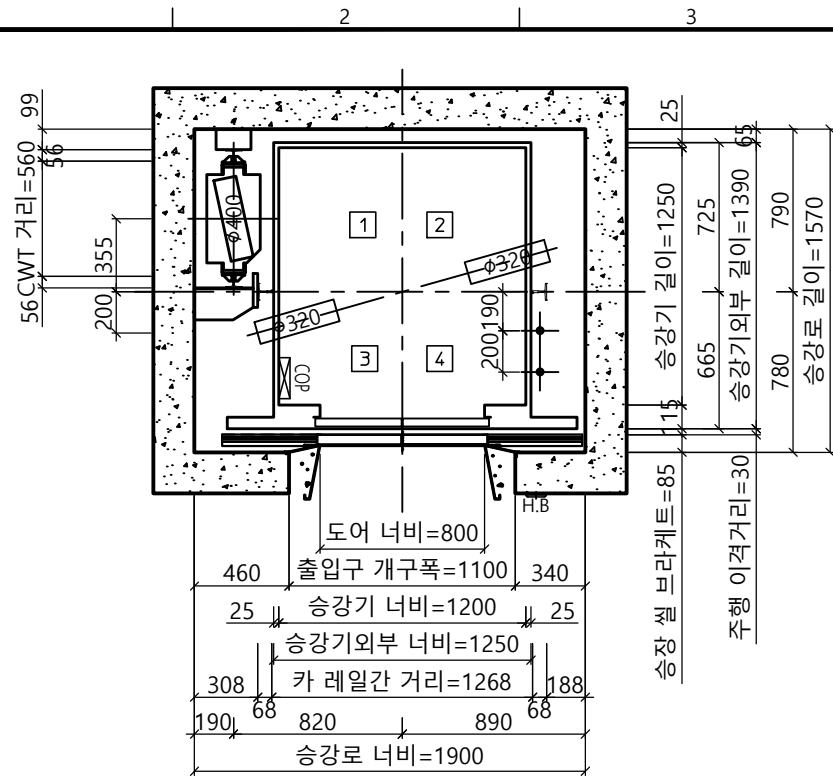 2
3
99
CWT 거리=560
56
56
355
200
ϕ400
1
2
3
4
ϕ320
ϕ320
COP
190
200
H.B
25
승강기 길이=1250
115
승장 씰 브라케트=85
725
665
65
승강기외부 길이=1390
주행 이격거리=30
790
780
승강로 길이=1570
도어 너비=800
460
출입구 개구폭=1100
340
25
승강기 너비=1200
25
승강기외부 너비=1250
308
68
카 레일간 거리=1268
68
188
190
820
890
승강로 너비=1900